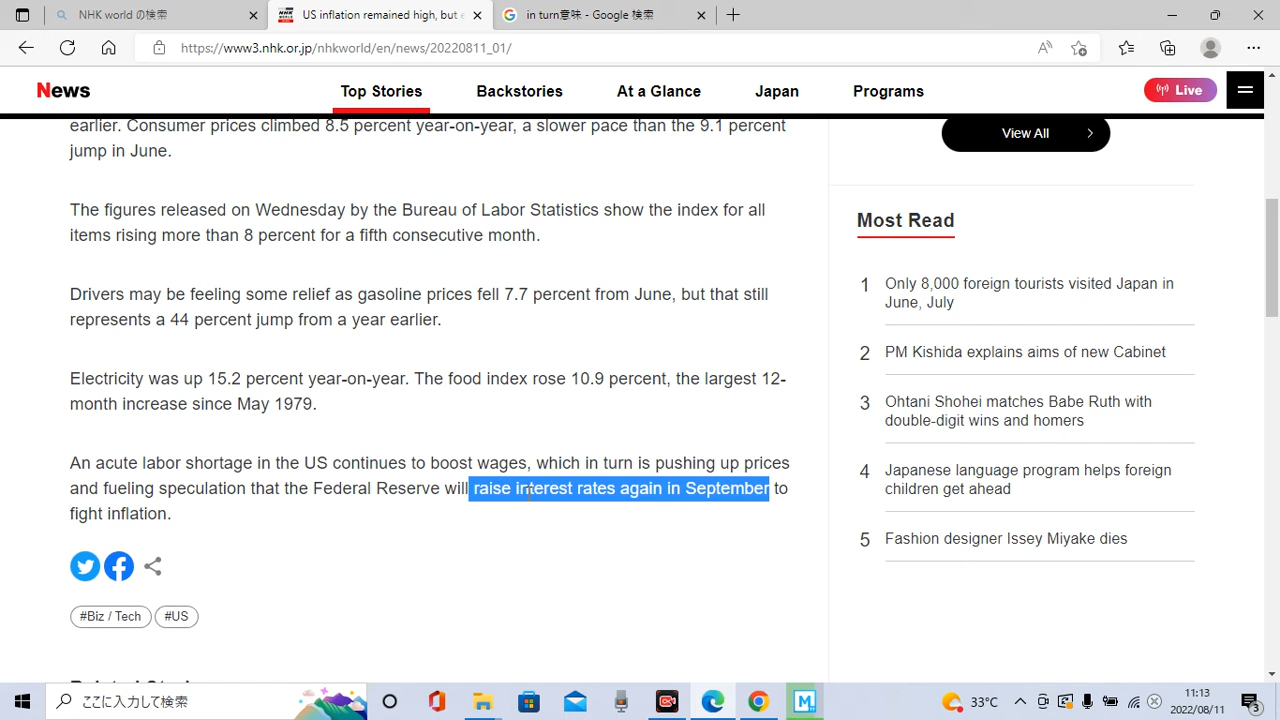 NHK world の検索
US inflation remained high, but e
in turn意味 - Google 検索
https://www3.nhk.or.jp/nhkworld/en/news/20220811_01/
News
Top Stories
Backstories
At a Glance
Japan
Programs
Live
earlier. Consumer prices climbed 8.5 percent year-on-year, a slower pace than the 9.1 percent
jump in June.
The figures released on Wednesday by the Bureau of Labor Statistics show the index for all
items rising more than 8 percent for a fifth consecutive month.
Drivers may be feeling some relief as gasoline prices fell 7.7 percent from June, but that still
represents a 44 percent jump from a year earlier.
Electricity was up 15.2 percent year-on-year. The food index rose 10.9 percent, the largest 12-
month increase since May 1979.
An acute labor shortage in the US continues to boost wages, which in turn is pushing up prices
and fueling speculation that the Federal Reserve will raise interest rates again in September to
fight inflation.
#Biz / Tech
#US
View All
Most Read
1 Only 8,000 foreign tourists visited Japan in
June, July
2 PM Kishida explains aims of new Cabinet
3 Ohtani Shohei matches Babe Ruth with
double-digit wins and homers
4 Japanese language program helps foreign
children get ahead
5 Fashion designer Issey Miyake dies
ここに入力して検索
33°C
11:13
2022/08/11
3